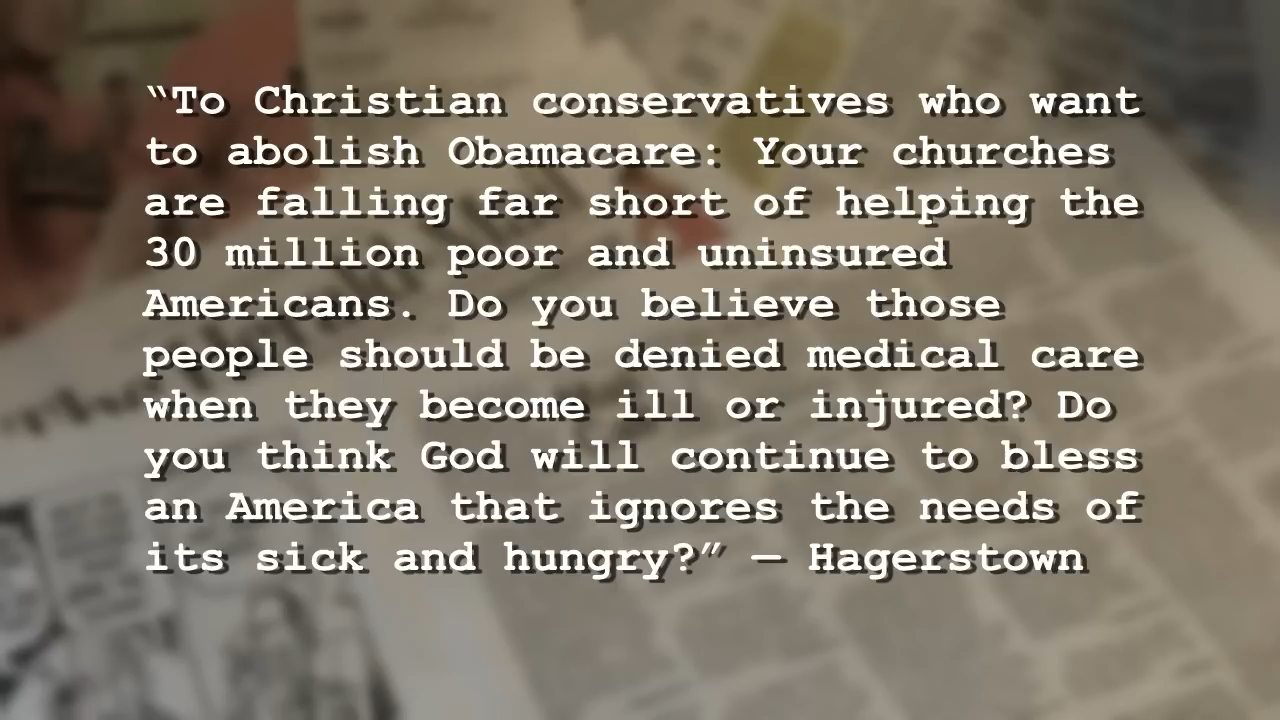 “To Christian conservatives who want
to abolish Obamacare: Your churches
are falling far short of helping the
30 million poor and uninsured
Americans. Do you believe those
people should be denied medical care
when they become ill or injured? Do
you think God will continue to bless
an America that ignores the needs of
its sick and hungry?” — Hagerstown